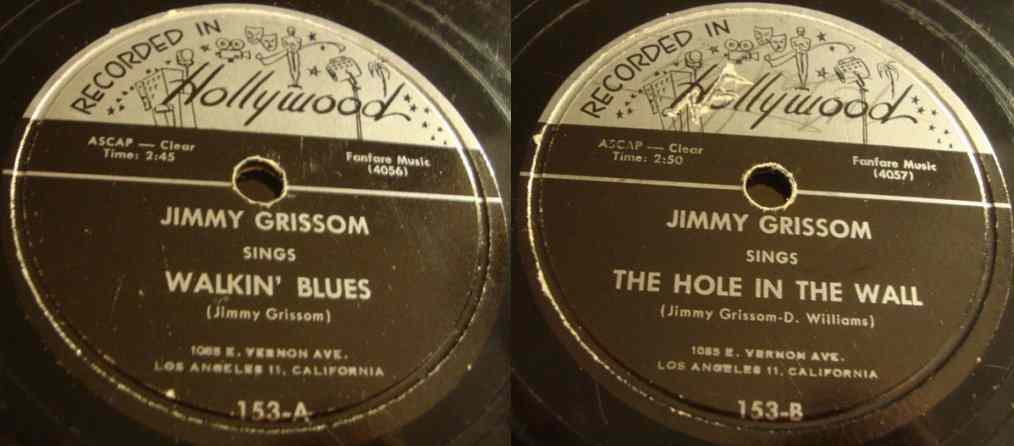 RECORDED IN
Hollywood
ASCAP — Clear
Time: 2:45
Fanfare Music
(4056)
JIMMY GRISSOM
SINGS
WALKIN' BLUES
(Jimmy Grissom)
1065 E. VERNON AVE.
LOS ANGELES 11, CALIFORNIA
153-A
RECORDED IN
Hollywood
ASCAP — Clear
Time: 2:50
Fanfare Music
(4057)
JIMMY GRISSOM
SINGS
THE HOLE IN THE WALL
(Jimmy Grissom-D. Williams)
1065 E. VERNON AVE.
LOS ANGELES 11, CALIFORNIA
153-B